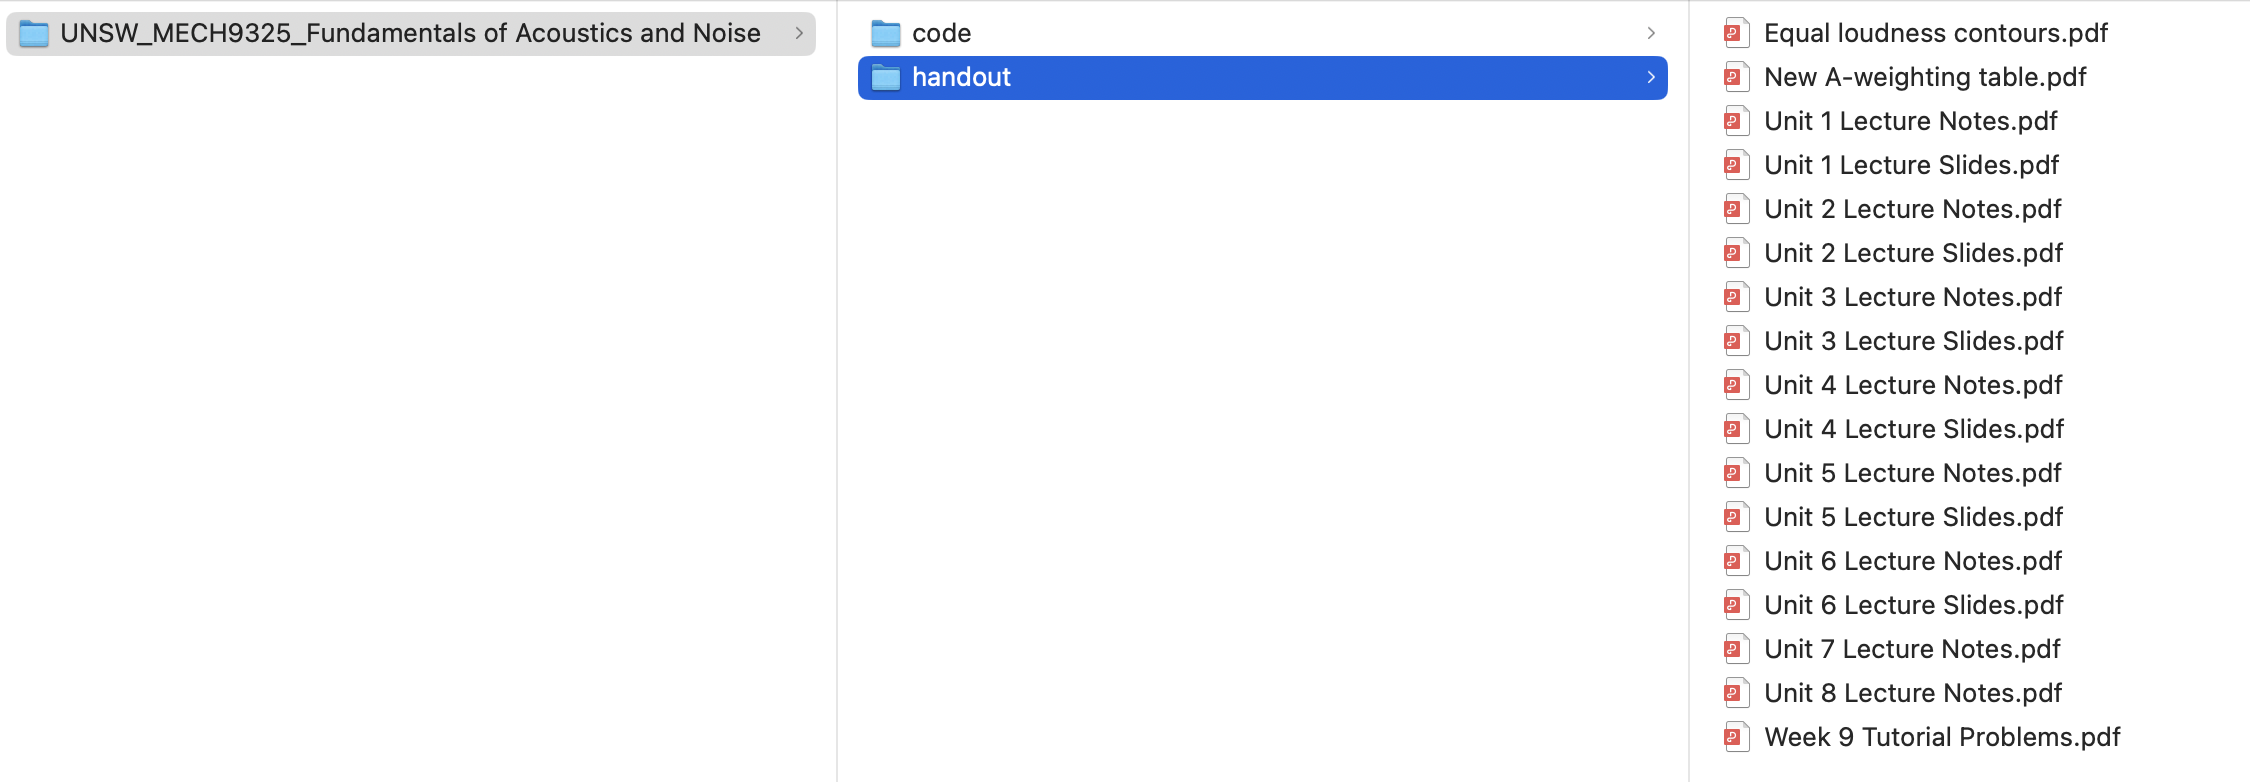 UNSW_MECH9325_Fundamentals of Acoustics and Noise
code
handout
Equal loudness contours.pdf
New A-weighting table.pdf
Unit 1 Lecture Notes.pdf
Unit 1 Lecture Slides.pdf
Unit 2 Lecture Notes.pdf
Unit 2 Lecture Slides.pdf
Unit 3 Lecture Notes.pdf
Unit 3 Lecture Slides.pdf
Unit 4 Lecture Notes.pdf
Unit 4 Lecture Slides.pdf
Unit 5 Lecture Notes.pdf
Unit 5 Lecture Slides.pdf
Unit 6 Lecture Notes.pdf
Unit 6 Lecture Slides.pdf
Unit 7 Lecture Notes.pdf
Unit 8 Lecture Notes.pdf
Week 9 Tutorial Problems.pdf